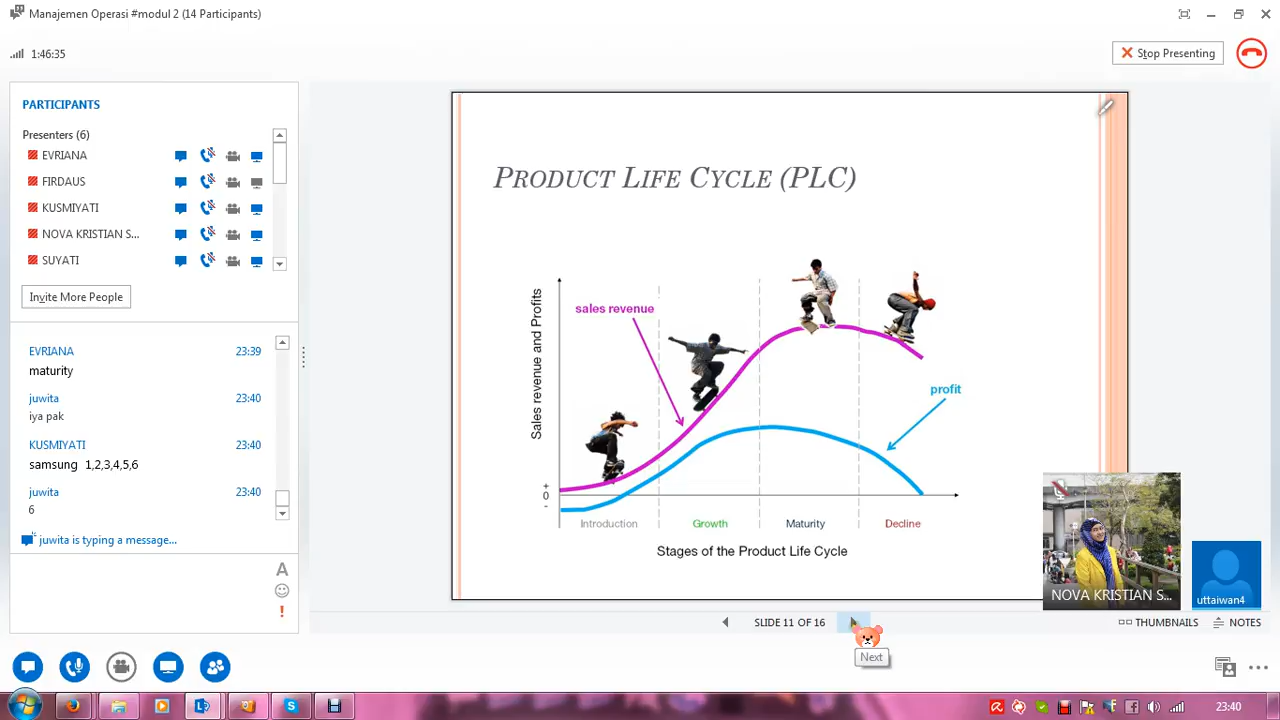 Manajemen Operasi #modul 2 (14 Participants)
1:46:35
Stop Presenting
PARTICIPANTS
Presenters (6)
EVRIANA
FIRDAUS
KUSMIYATI
NOVA KRISTIAN S...
SUYATI
Invite More People
EVRIANA 23:39
maturity
juwita 23:40
iya pak
KUSMIYATI 23:40
samsung 1,2,3,4,5,6
juwita 23:40
6
juwita is typing a message...
A
!
PRODUCT LIFE CYCLE (PLC)
Sales revenue and Profits
sales revenue
profit
+
0
-
Introduction Growth Maturity Decline
Stages of the Product Life Cycle
NOVA KRISTIAN S...
uttaiwan4
SLIDE 11 OF 16
THUMBNAILS NOTES
Next
23:40